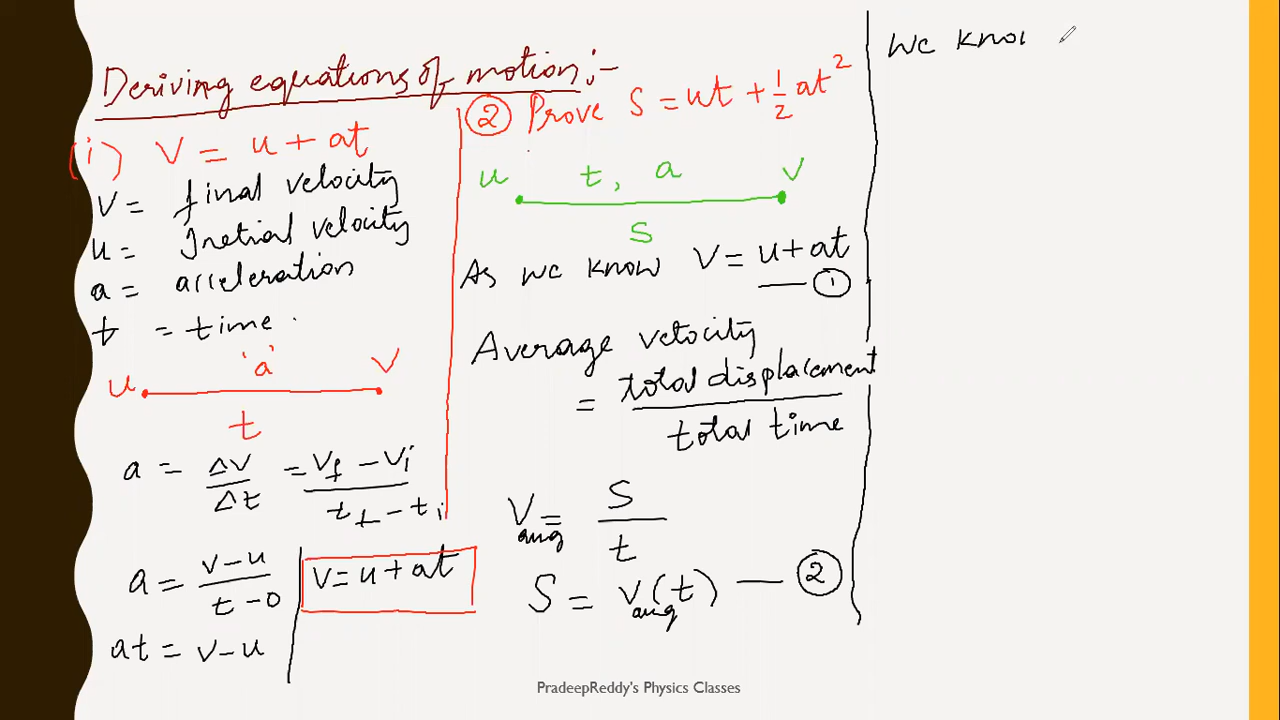 Deriving equations of motion :-
(i) V = u + at
V = final velocity
u = Inetial velocity
a = accleration
t = time.
'a'
u V
t
a = ΔV/Δt = Vf - Vi / tf - ti
a = v-u / t-0
at = v-u
V = u + at
② Prove S = ut + 1/2 at²
u t, a V
S
As we know V = u+at
— ①
Average velocity
= total displacement / total time
Vavg = S/t
S = Vavg(t) — ②
We know
PradeepReddy's Physics Classes